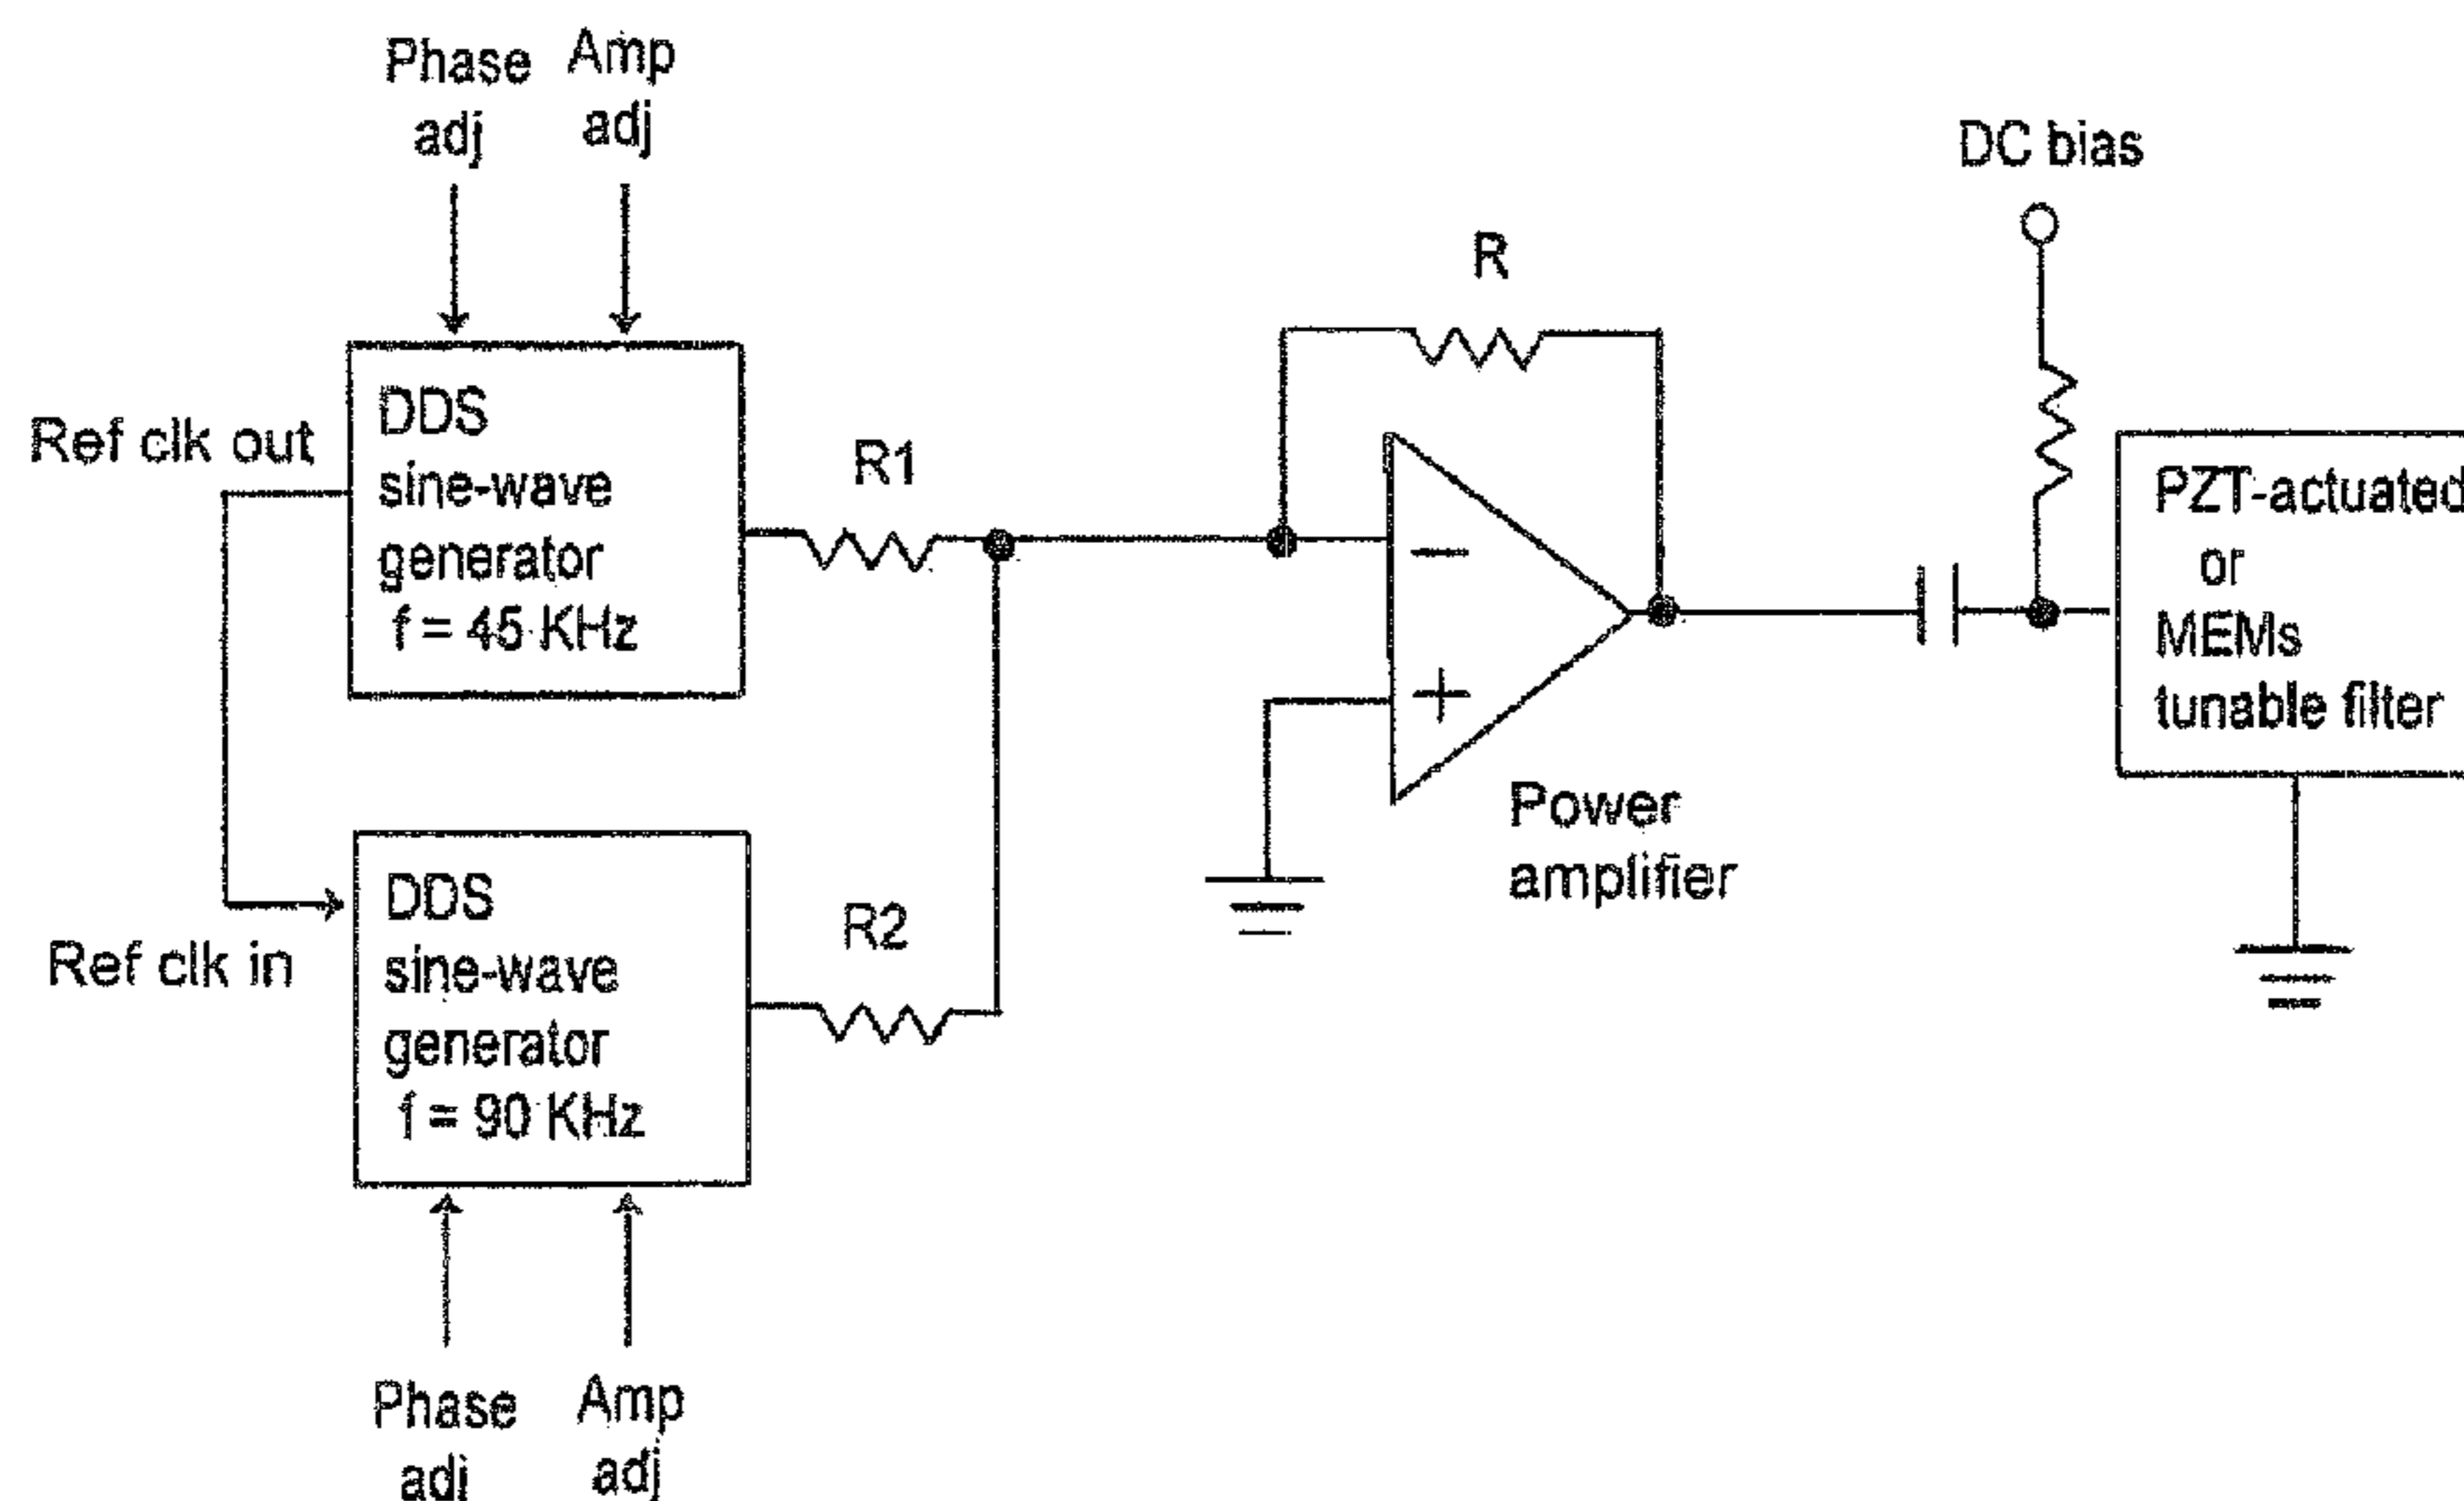 Phase
adj
Amp
adj
DC bias
R
Ref clk out
DDS
sine-wave
generator
f = 45 KHz
R1
PZT-actuated
or
MEMs
tunable filter
−
+
Power
amplifier
Ref clk in
DDS
sine-wave
generator
f = 90 KHz
R2
Phase
adj
Amp
adj